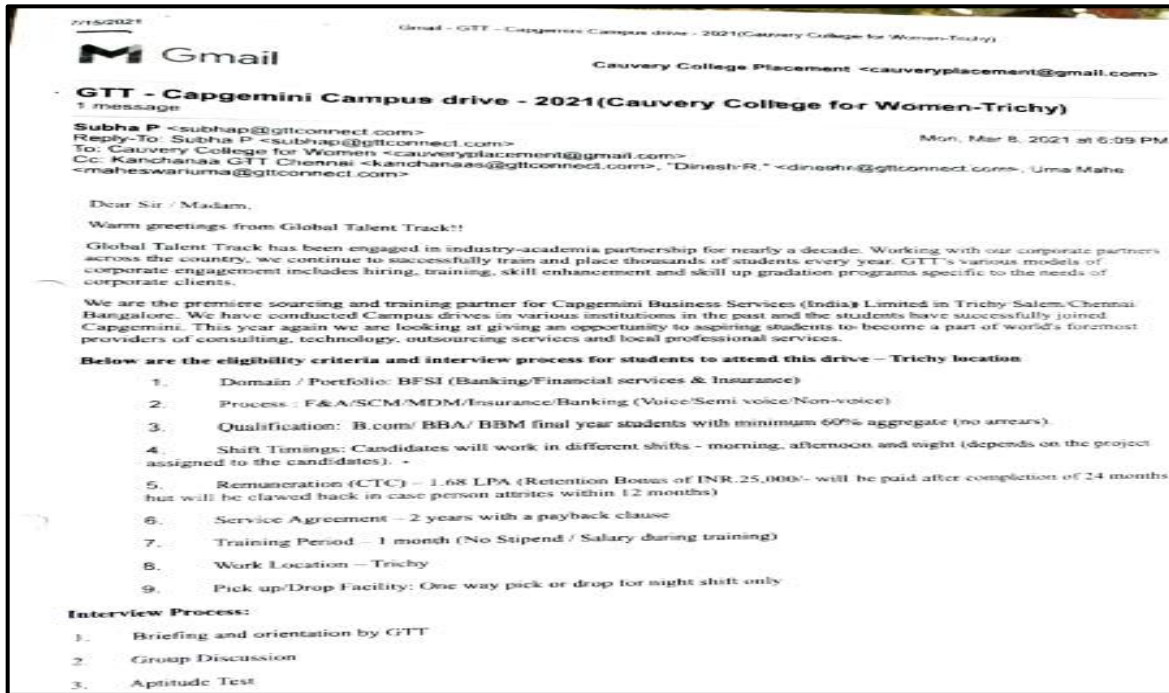 7/15/2021
Gmail - GTT - Capgemini Campus drive - 2021(Cauvery College for Women-Trichy)
M Gmail
Cauvery College Placement <cauveryplacement@gmail.com>
GTT - Capgemini Campus drive - 2021(Cauvery College for Women-Trichy)
1 message
Subha P <subhap@gttconnect.com>
Mon, Mar 8, 2021 at 6:09 PM
Reply-To: Subha P <subhap@gttconnect.com>
To: Cauvery College for Women <cauveryplacement@gmail.com>
Cc: Kanchanaa GTT Chennai <kanchanaas@gttconnect.com>, "Dinesh R." <dineshr@gttconnect.com>, Uma Mahe
<maheswariuma@gttconnect.com>
Dear Sir / Madam,
Warm greetings from Global Talent Track!!
Global Talent Track has been engaged in industry-academia partnership for nearly a decade. Working with our corporate partners
across the country, we continue to successfully train and place thousands of students every year. GTT's various models of
corporate engagement includes hiring, training, skill enhancement and skill up gradation programs specific to the needs of
corporate clients.
We are the premiere sourcing and training partner for Capgemini Business Services (India) Limited in Trichy/Salem/Chennai
Bangalore. We have conducted Campus drives in various institutions in the past and the students have successfully joined
Capgemini. This year again we are looking at giving an opportunity to aspiring students to become a part of world's foremost
providers of consulting, technology, outsourcing services and local professional services.
Below are the eligibility criteria and interview process for students to attend this drive – Trichy location
1. Domain / Portfolio: BFSI (Banking/Financial services & Insurance)
2. Process : F&A/SCM/MDM/Insurance/Banking (Voice/Semi voice/Non-voice)
3. Qualification: B.com/ BBA/ BBM final year students with minimum 60% aggregate (no arrears).
4. Shift Timings: Candidates will work in different shifts - morning, afternoon and night (depends on the project
assigned to the candidates).
5. Remuneration (CTC) – 1.68 LPA (Retention Bonus of INR.25,000/- will be paid after completion of 24 months
but will be clawed back in case person attrites within 12 months)
6. Service Agreement – 2 years with a payback clause
7. Training Period – 1 month (No Stipend / Salary during training)
8. Work Location – Trichy
9. Pick up/Drop Facility: One way pick or drop for night shift only
Interview Process:
1. Briefing and orientation by GTT
2. Group Discussion
3. Aptitude Test